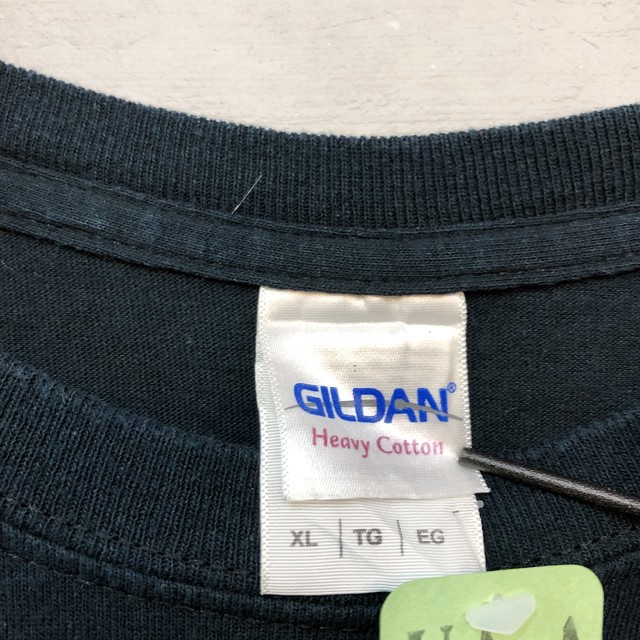 GILDAN®
Heavy Cotton
XL | TG | EG